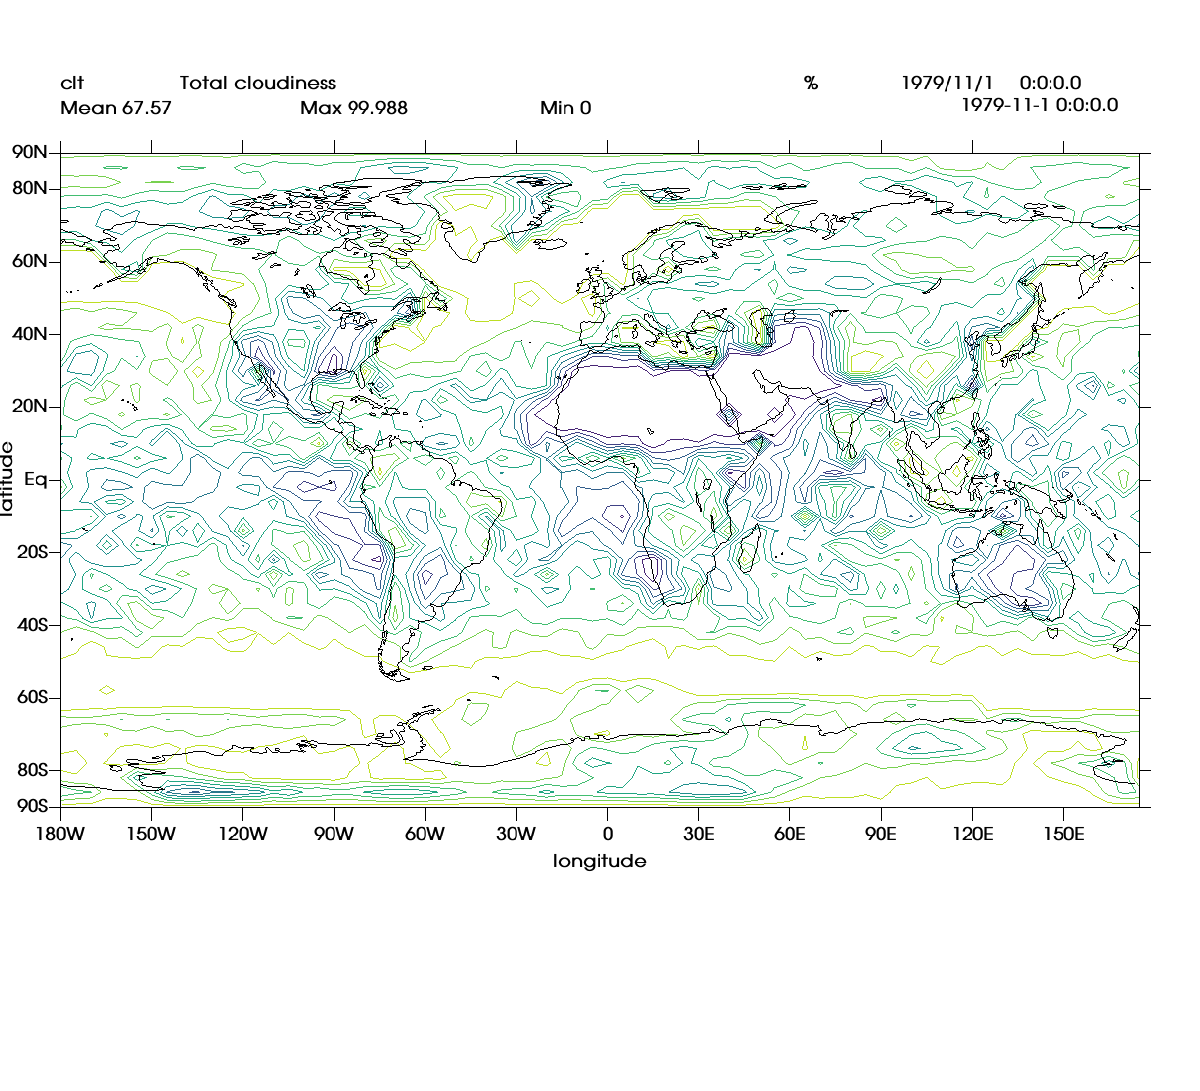 clt Total cloudiness % 1979/11/1 0:0:0.0
Mean 67.57 Max 99.988 Min 0 1979-11-1 0:0:0.0
90N
80N
60N
40N
20N
Eq
20S
40S
60S
80S
90S
latitude
180W 150W 120W 90W 60W 30W 0 30E 60E 90E 120E 150E
longitude